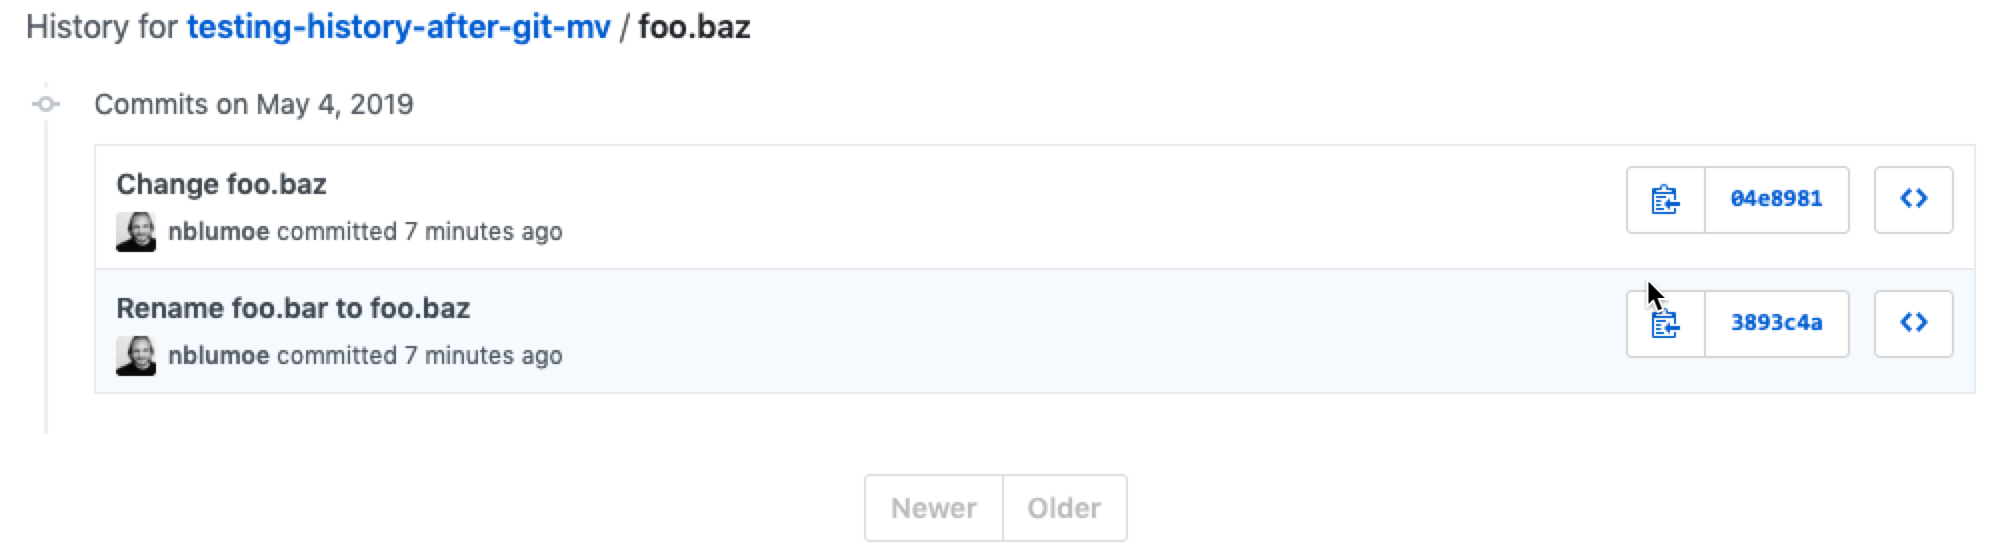 History for testing-history-after-git-mv / foo.baz
Commits on May 4, 2019
Change foo.baz
nblumoe committed 7 minutes ago
04e8981
Rename foo.bar to foo.baz
nblumoe committed 7 minutes ago
3893c4a
Newer Older